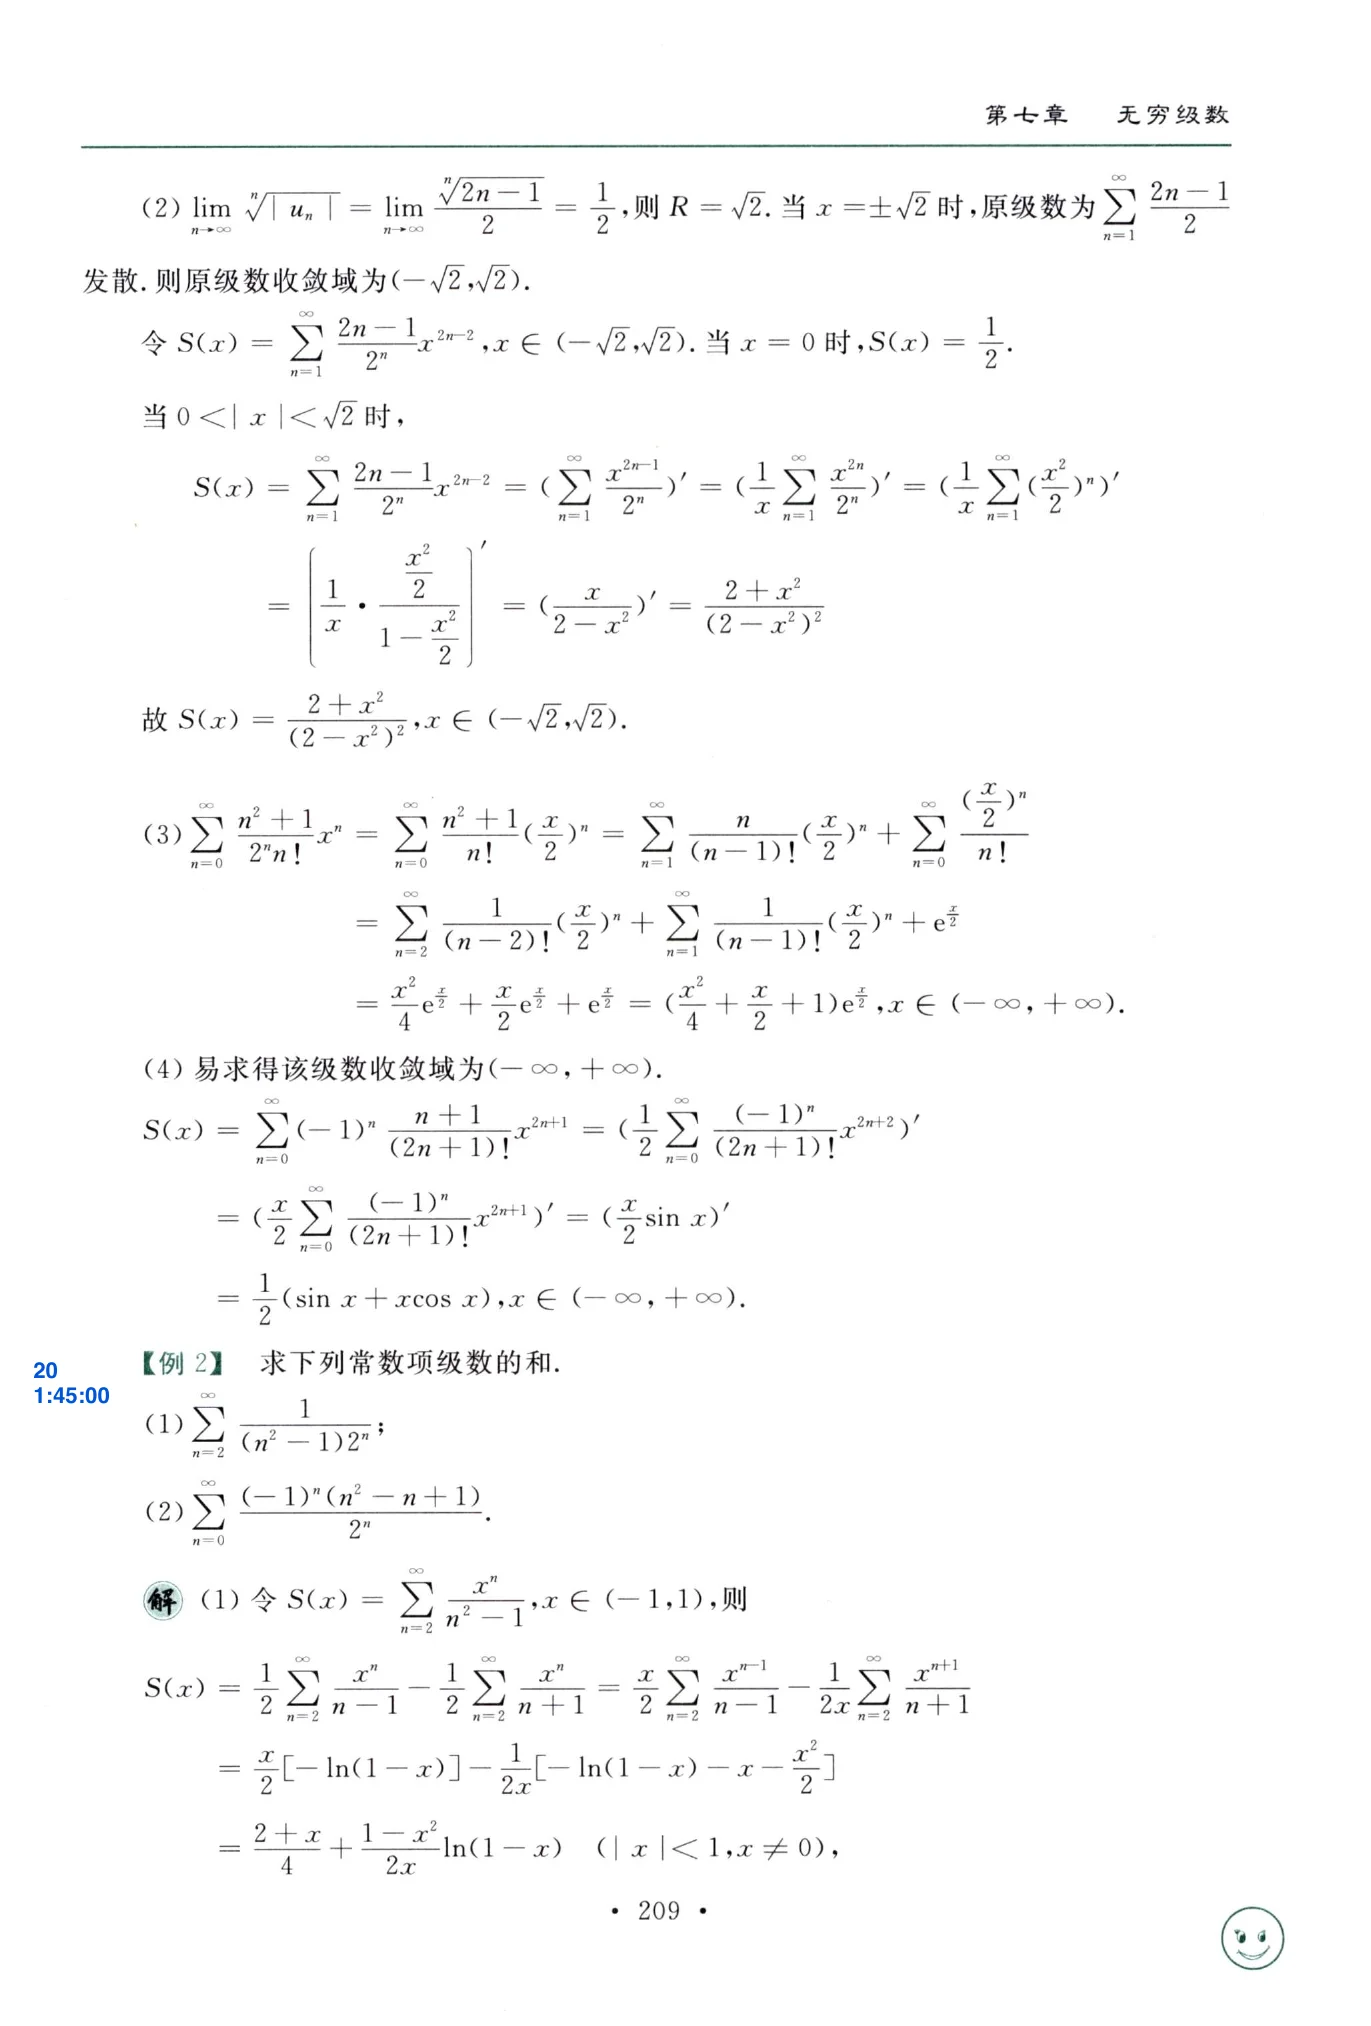 第七章 无穷级数
(2) $\lim_{n\to\infty}\sqrt[n]{|u_n|}=\lim_{n\to\infty}\frac{\sqrt[n]{2n-1}}{2}=\frac{1}{2}$,则 $R=\sqrt{2}$.当 $x=\pm\sqrt{2}$ 时,原级数为 $\sum_{n=1}^{\infty}\frac{2n-1}{2}$
发散.则原级数收敛域为$(-\sqrt{2},\sqrt{2})$.
令 $S(x)=\sum_{n=1}^{\infty}\frac{2n-1}{2^n}x^{2n-2},x\in(-\sqrt{2},\sqrt{2})$.当 $x=0$ 时,$S(x)=\frac{1}{2}$.
当 $0<|x|<\sqrt{2}$ 时,
$S(x)=\sum_{n=1}^{\infty}\frac{2n-1}{2^n}x^{2n-2}=(\sum_{n=1}^{\infty}\frac{x^{2n-1}}{2^n})'=(\frac{1}{x}\sum_{n=1}^{\infty}\frac{x^{2n}}{2^n})'=(\frac{1}{x}\sum_{n=1}^{\infty}(\frac{x^2}{2})^n)'$
$=\left(\frac{1}{x}\cdot\frac{\frac{x^2}{2}}{1-\frac{x^2}{2}}\right)'=(\frac{x}{2-x^2})'=\frac{2+x^2}{(2-x^2)^2}$
故 $S(x)=\frac{2+x^2}{(2-x^2)^2},x\in(-\sqrt{2},\sqrt{2})$.
(3)$\sum_{n=0}^{\infty}\frac{n^2+1}{2^n n!}x^n=\sum_{n=0}^{\infty}\frac{n^2+1}{n!}(\frac{x}{2})^n=\sum_{n=1}^{\infty}\frac{n}{(n-1)!}(\frac{x}{2})^n+\sum_{n=0}^{\infty}\frac{(\frac{x}{2})^n}{n!}$
$=\sum_{n=2}^{\infty}\frac{1}{(n-2)!}(\frac{x}{2})^n+\sum_{n=1}^{\infty}\frac{1}{(n-1)!}(\frac{x}{2})^n+e^{\frac{x}{2}}$
$=\frac{x^2}{4}e^{\frac{x}{2}}+\frac{x}{2}e^{\frac{x}{2}}+e^{\frac{x}{2}}=(\frac{x^2}{4}+\frac{x}{2}+1)e^{\frac{x}{2}},x\in(-\infty,+\infty)$.
(4) 易求得该级数收敛域为$(-\infty,+\infty)$.
$S(x)=\sum_{n=0}^{\infty}(-1)^n\frac{n+1}{(2n+1)!}x^{2n+1}=(\frac{1}{2}\sum_{n=0}^{\infty}\frac{(-1)^n}{(2n+1)!}x^{2n+2})'$
$=(\frac{x}{2}\sum_{n=0}^{\infty}\frac{(-1)^n}{(2n+1)!}x^{2n+1})'=(\frac{x}{2}\sin x)'$
$=\frac{1}{2}(\sin x+x\cos x),x\in(-\infty,+\infty)$.
20
1:45:00
【例 2】 求下列常数项级数的和.
(1)$\sum_{n=2}^{\infty}\frac{1}{(n^2-1)2^n}$;
(2)$\sum_{n=0}^{\infty}\frac{(-1)^n(n^2-n+1)}{2^n}$.
解 (1) 令 $S(x)=\sum_{n=2}^{\infty}\frac{x^n}{n^2-1},x\in(-1,1)$,则
$S(x)=\frac{1}{2}\sum_{n=2}^{\infty}\frac{x^n}{n-1}-\frac{1}{2}\sum_{n=2}^{\infty}\frac{x^n}{n+1}=\frac{x}{2}\sum_{n=2}^{\infty}\frac{x^{n-1}}{n-1}-\frac{1}{2x}\sum_{n=2}^{\infty}\frac{x^{n+1}}{n+1}$
$=\frac{x}{2}[-\ln(1-x)]-\frac{1}{2x}[-\ln(1-x)-x-\frac{x^2}{2}]$
$=\frac{2+x}{4}+\frac{1-x^2}{2x}\ln(1-x)\quad(|x|<1,x\neq0)$,
• 209 •